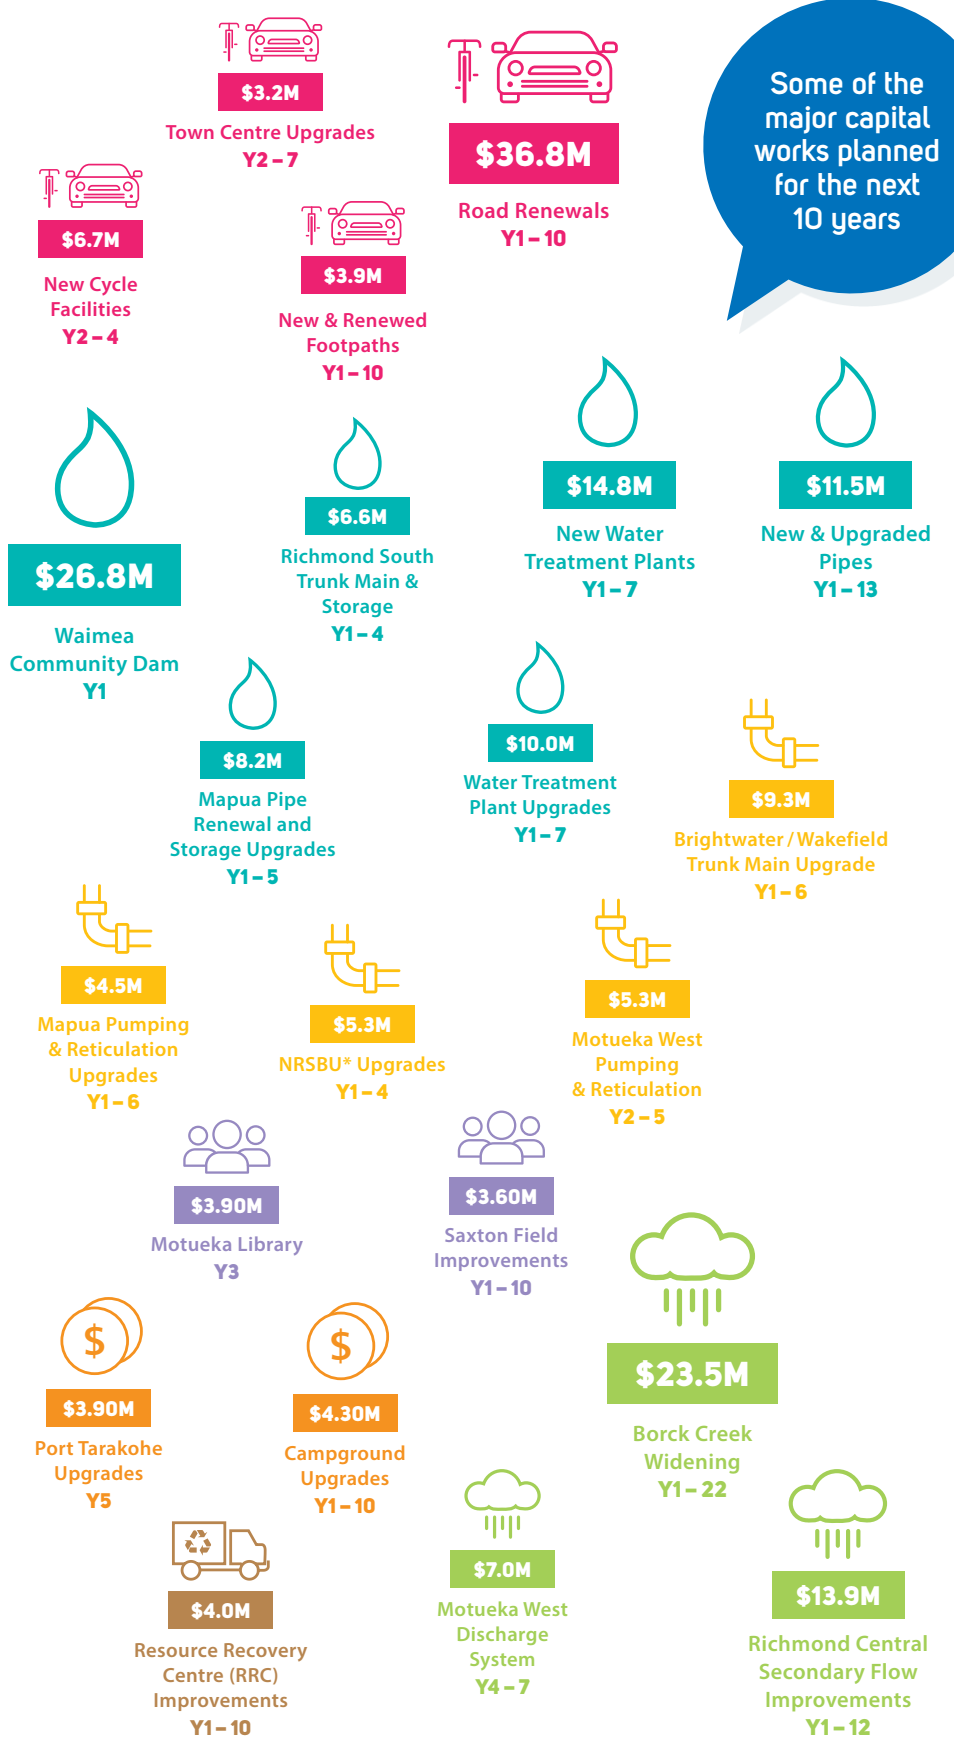 Some of the
major capital
works planned
for the next
10 years
$3.2M
Town Centre Upgrades
Y2 – 7
$36.8M
Road Renewals
Y1 – 10
$6.7M
New Cycle
Facilities
Y2 – 4
$3.9M
New & Renewed
Footpaths
Y1 – 10
$26.8M
Waimea
Community Dam
Y1
$6.6M
Richmond South
Trunk Main &
Storage
Y1 – 4
$14.8M
New Water
Treatment Plants
Y1 – 7
$11.5M
New & Upgraded
Pipes
Y1 – 13
$8.2M
Mapua Pipe
Renewal and
Storage Upgrades
Y1 – 5
$10.0M
Water Treatment
Plant Upgrades
Y1 – 7
$9.3M
Brightwater / Wakefield
Trunk Main Upgrade
Y1 – 6
$4.5M
Mapua Pumping
& Reticulation
Upgrades
Y1 – 6
$5.3M
NRSBU* Upgrades
Y1 – 4
$5.3M
Motueka West
Pumping
& Reticulation
Y2 – 5
$3.90M
Motueka Library
Y3
$3.60M
Saxton Field
Improvements
Y1 – 10
$23.5M
Borck Creek
Widening
Y1 – 22
$
$3.90M
Port Tarakohe
Upgrades
Y5
$
$4.30M
Campground
Upgrades
Y1 – 10
$4.0M
Resource Recovery
Centre (RRC)
Improvements
Y1 – 10
$7.0M
Motueka West
Discharge
System
Y4 – 7
$13.9M
Richmond Central
Secondary Flow
Improvements
Y1 – 12